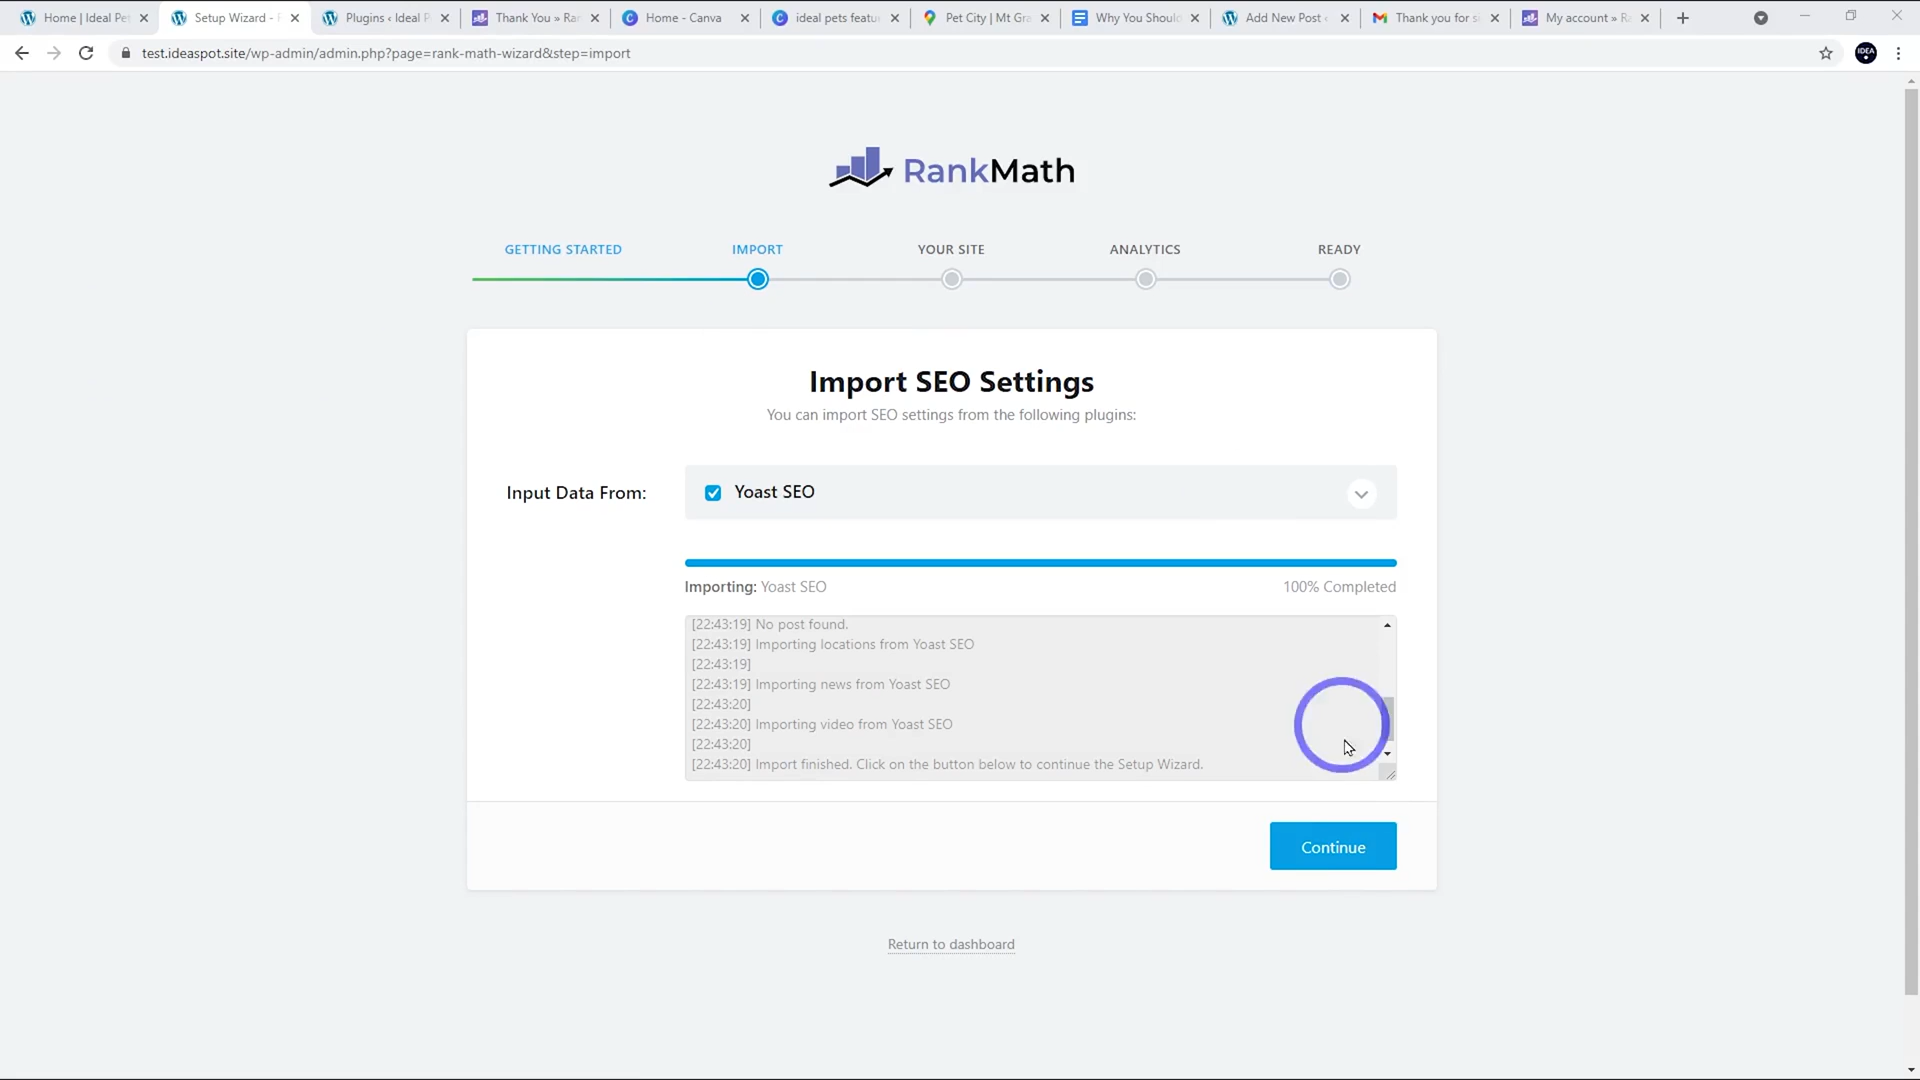 Home | Ideal Pet
Setup Wizard -
Plugins ‹ Ideal P
Thank You » Ran
Home - Canva
ideal pets featu
Pet City | Mt Gra
Why You Should
Add New Post ‹
Thank you for si
My account » Ra
test.ideaspot.site/wp-admin/admin.php?page=rank-math-wizard&step=import
IDEA
RankMath
GETTING STARTED
IMPORT
YOUR SITE
ANALYTICS
READY
Import SEO Settings
You can import SEO settings from the following plugins:
Input Data From:
Yoast SEO
Importing: Yoast SEO
100% Completed
[22:43:19] No post found.
[22:43:19] Importing locations from Yoast SEO
[22:43:19]
[22:43:19] Importing news from Yoast SEO
[22:43:20]
[22:43:20] Importing video from Yoast SEO
[22:43:20]
[22:43:20] Import finished. Click on the button below to continue the Setup Wizard.
Continue
Return to dashboard